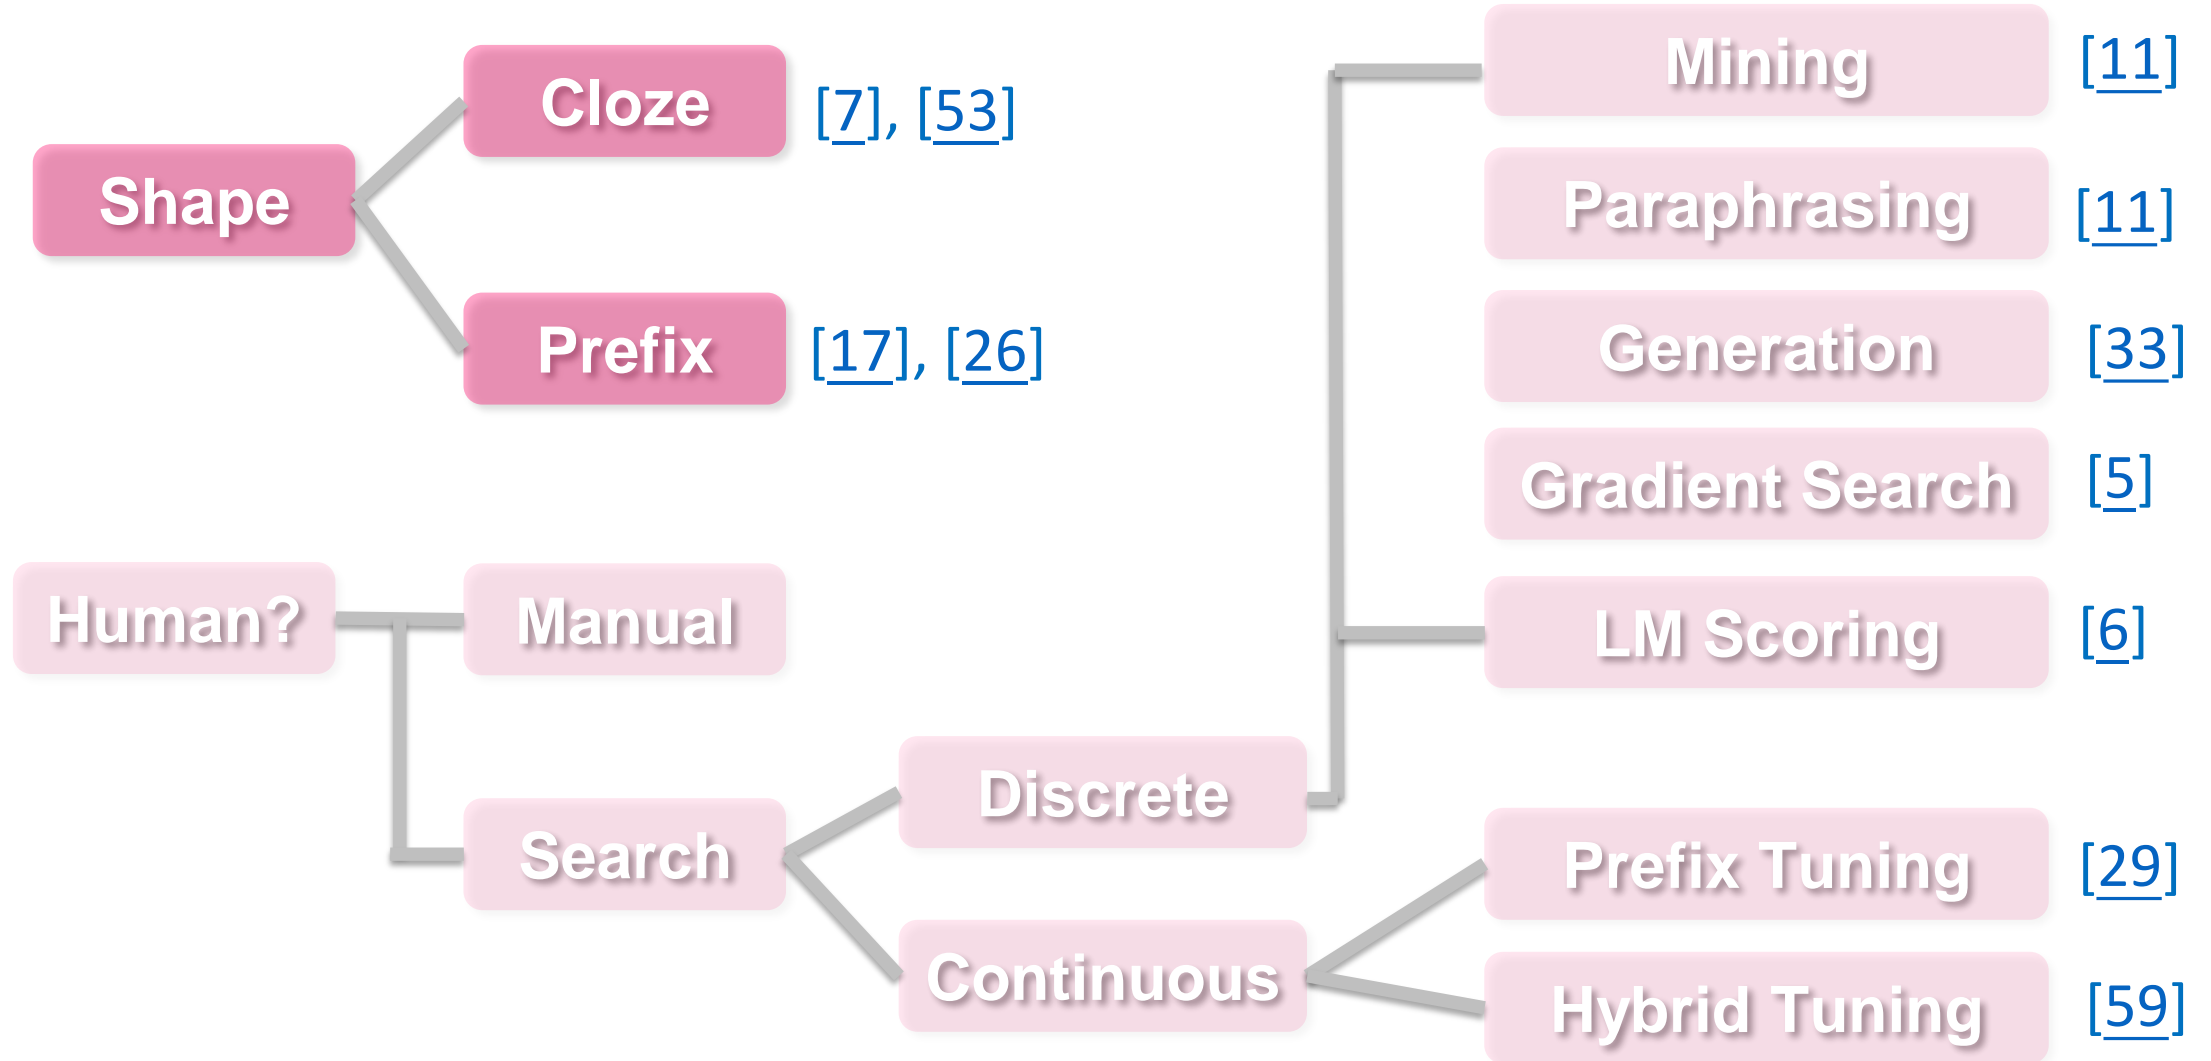 Shape
Cloze [7], [53]
Prefix [17], [26]
Human?
Manual
Search
Discrete
Mining [11]
Paraphrasing [11]
Generation [33]
Gradient Search [5]
LM Scoring [6]
Continuous
Prefix Tuning [29]
Hybrid Tuning [59]